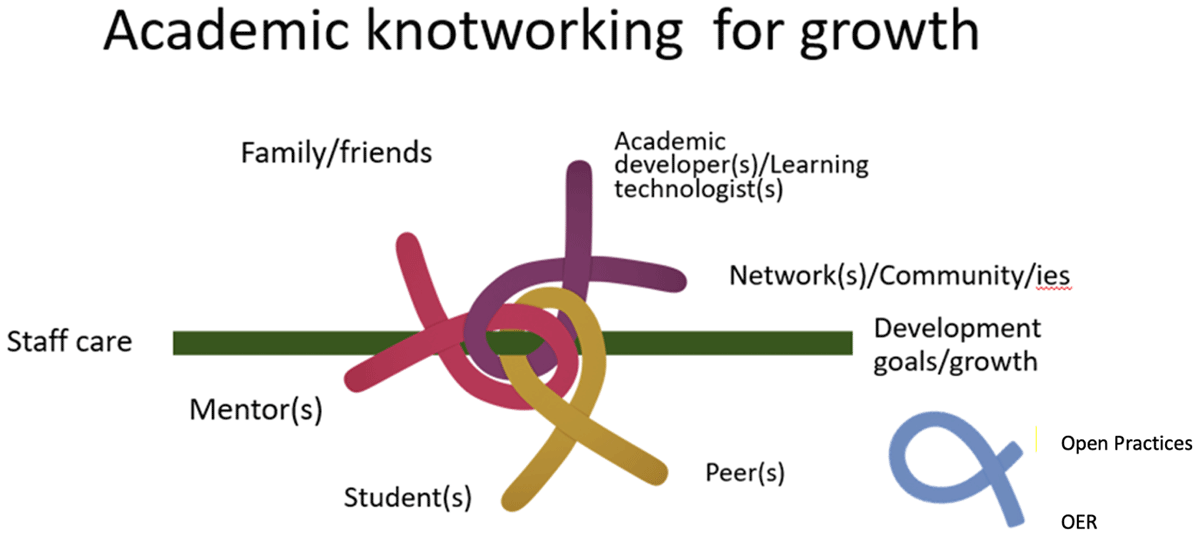 Academic knotworking for growth
Family/friends
Academic
developer(s)/Learning
technologist(s)
Network(s)/Community/ies
Staff care
Development
goals/growth
Mentor(s)
Open Practices
Peer(s)
Student(s)
OER